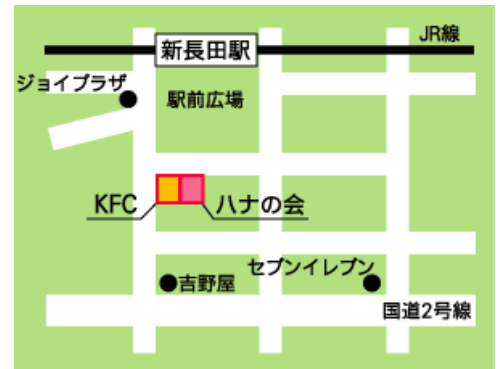 JR線
新長田駅
ジョイプラザ
駅前広場
KFC
ハナの会
セブンイレブン
吉野屋
国道2号線